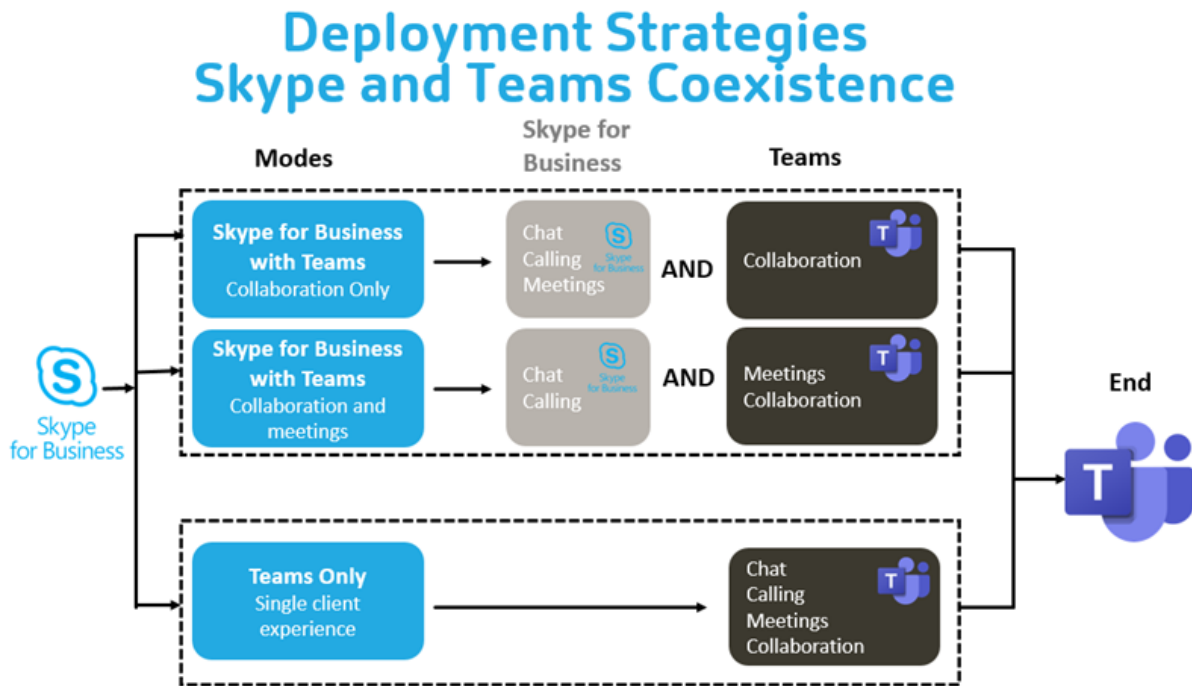 Deployment Strategies
Skype and Teams Coexistence
Modes
Skype for
Business
Teams
Skype for Business
with Teams
Collaboration Only
Chat
Calling
Meetings
S
Skype
for Business
AND
Collaboration
T
Skype for Business
with Teams
Collaboration and
meetings
Chat
Calling
S
Skype
for Business
AND
Meetings
Collaboration
T
S
Skype
for Business
End
T
Teams Only
Single client
experience
Chat
Calling
Meetings
Collaboration
T